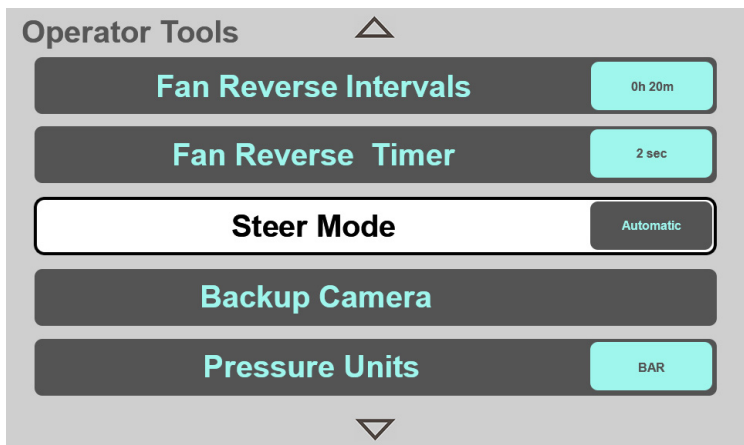 Operator Tools
Fan Reverse Intervals 0h 20m
Fan Reverse Timer 2 sec
Steer Mode Automatic
Backup Camera
Pressure Units BAR